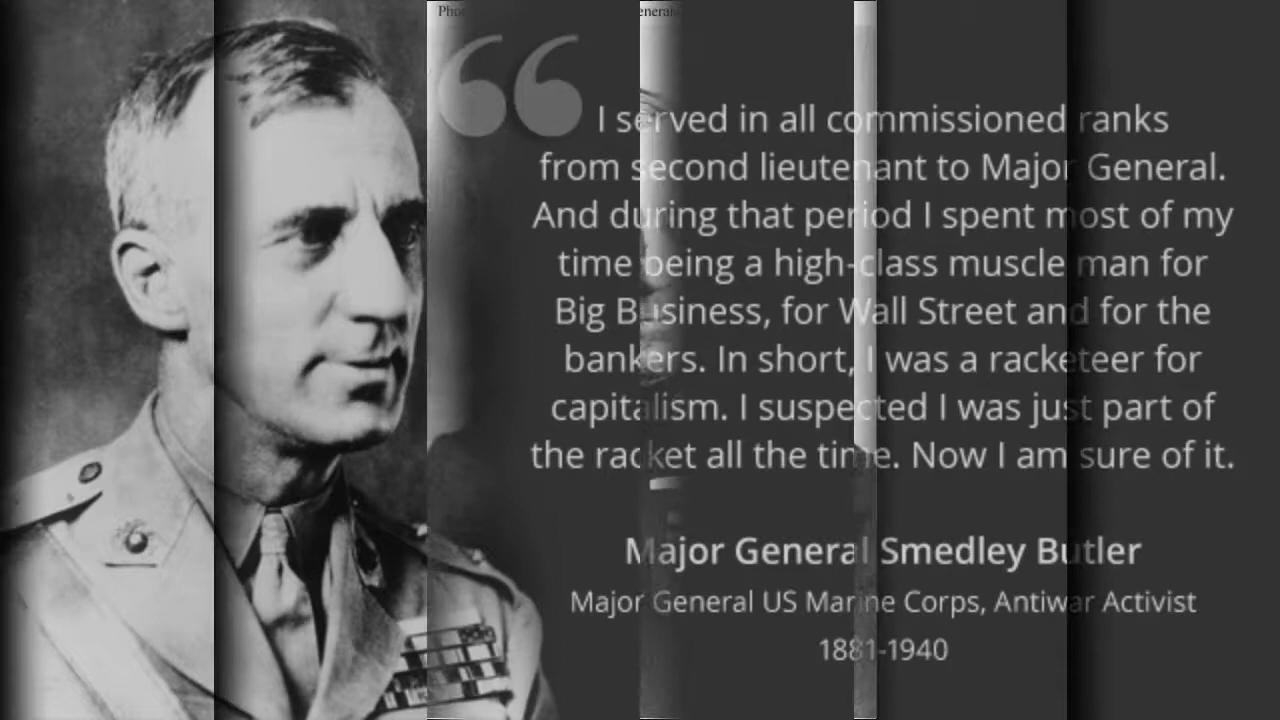 I served in all commissioned ranks
from second lieutenant to Major General.
And during that period I spent most of my
time being a high-class muscle man for
Big Business, for Wall Street and for the
bankers. In short, I was a racketeer for
capitalism. I suspected I was just part of
the racket all the time. Now I am sure of it.
Major General Smedley Butler
Major General US Marine Corps, Antiwar Activist
1881-1940